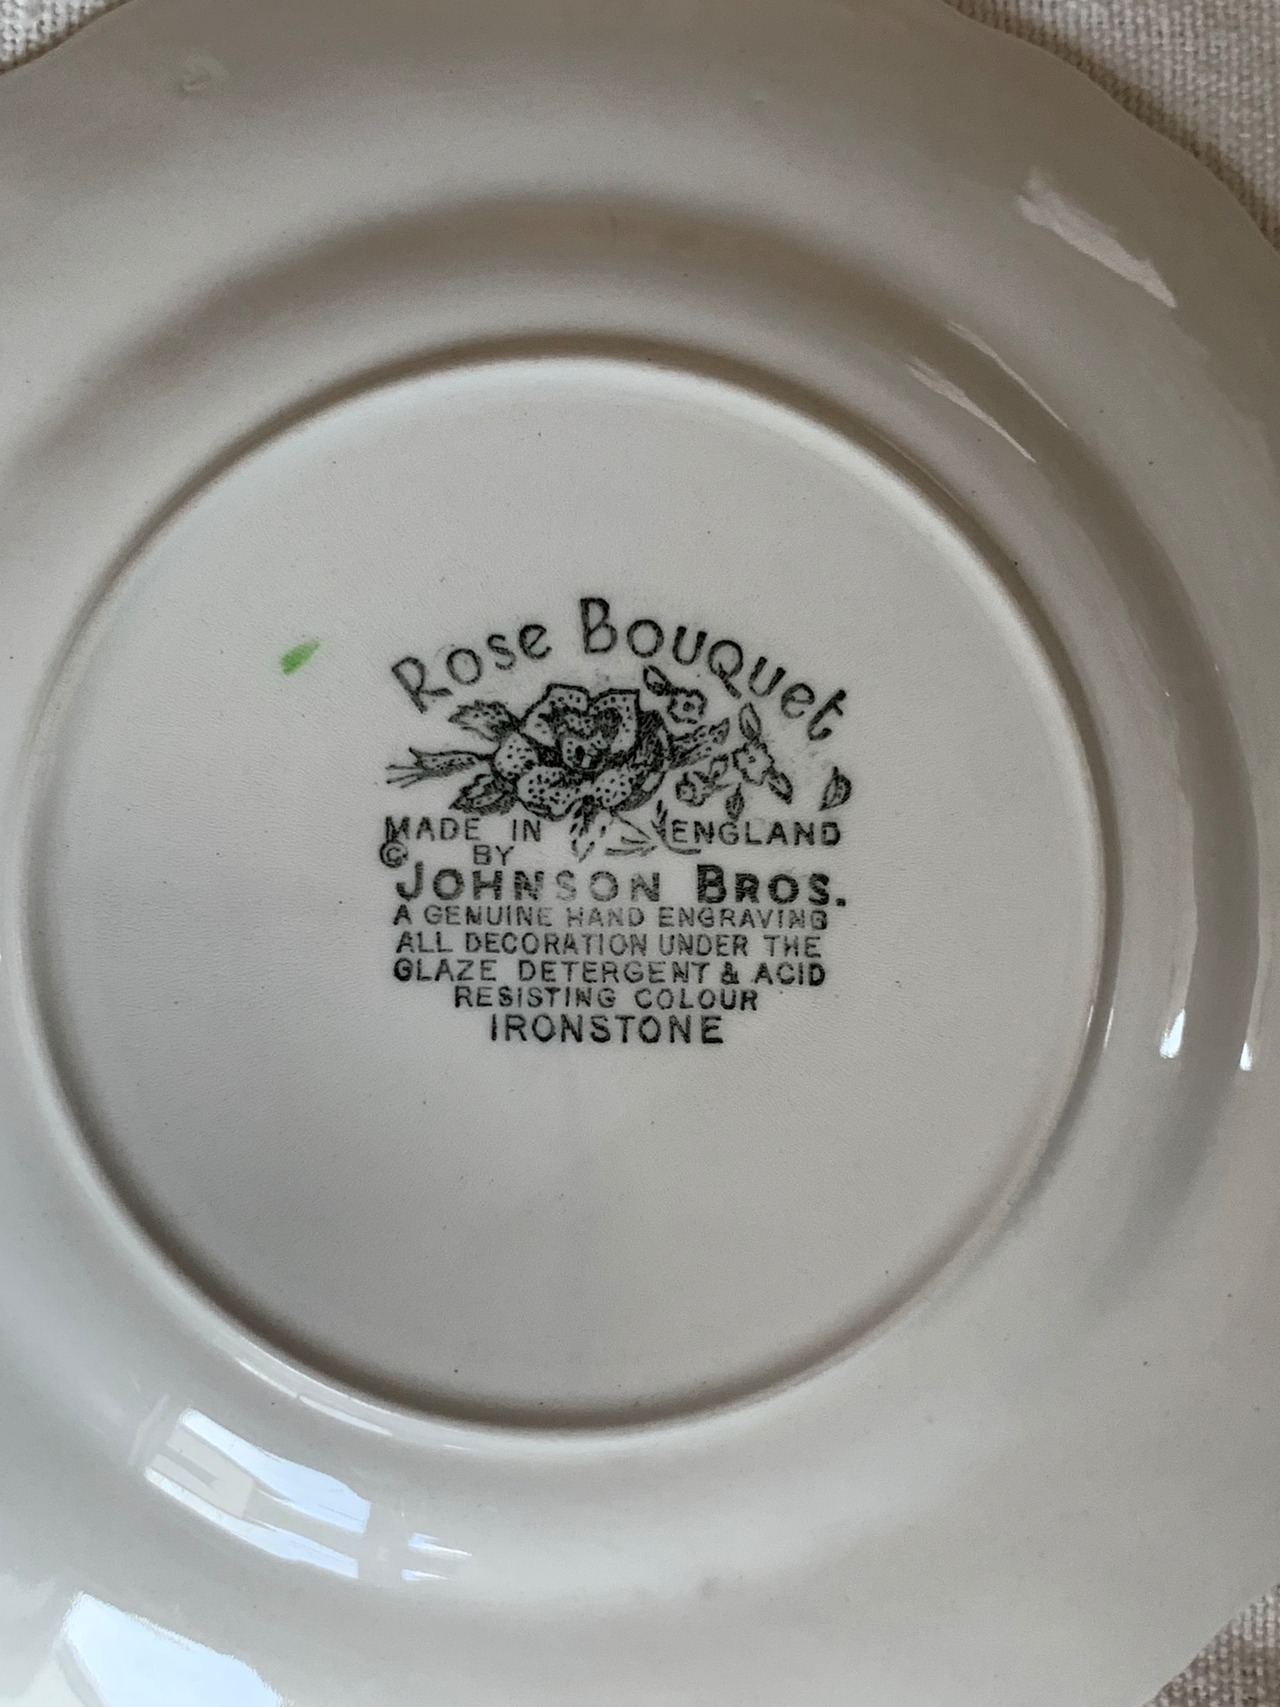 Rose Bouquet
MADE IN ENGLAND
© BY
JOHNSON BROS.
A GENUINE HAND ENGRAVING
ALL DECORATION UNDER THE
GLAZE DETERGENT & ACID
RESISTING COLOUR
IRONSTONE